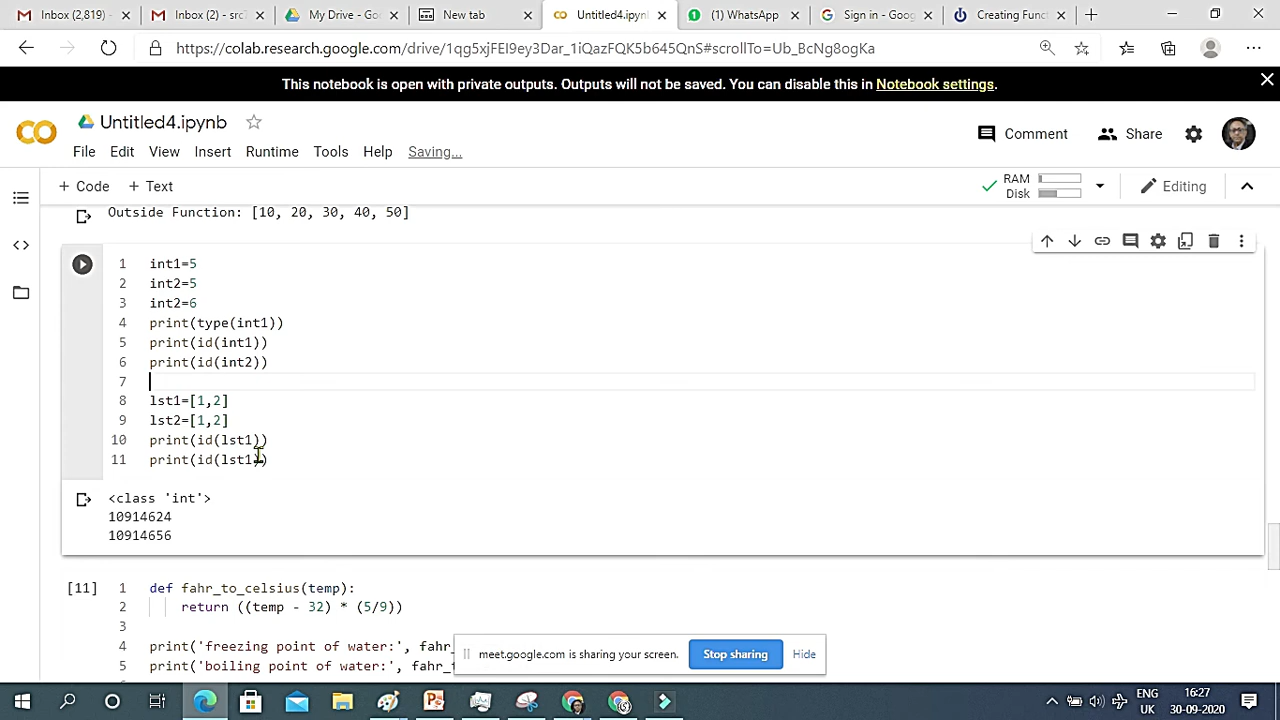 Inbox (2,819) -
Inbox (2) - src7
My Drive - Goo
New tab
Untitled4.ipynb
(1) WhatsApp
Sign in - Goog
Creating Funct
https://colab.research.google.com/drive/1qg5xjFEI9ey3Dar_1iQazFQK5b645QnS#scrollTo=Ub_BcNg8ogKa
This notebook is open with private outputs. Outputs will not be saved. You can disable this in Notebook settings.
Untitled4.ipynb
Comment
Share
File Edit View Insert Runtime Tools Help Saving...
+ Code + Text
RAM
Disk
Editing
Outside Function: [10, 20, 30, 40, 50]
1 int1=5
2 int2=5
3 int2=6
4 print(type(int1))
5 print(id(int1))
6 print(id(int2))
7
8 lst1=[1,2]
9 lst2=[1,2]
10 print(id(lst1))
11 print(id(lst1))
<class 'int'>
10914624
10914656
[11] 1 def fahr_to_celsius(temp):
2 return ((temp - 32) * (5/9))
3
4 print('freezing point of water:', fahr_
5 print('boiling point of water:', fahr_
meet.google.com is sharing your screen. Stop sharing Hide
ENG
UK
16:27
30-09-2020